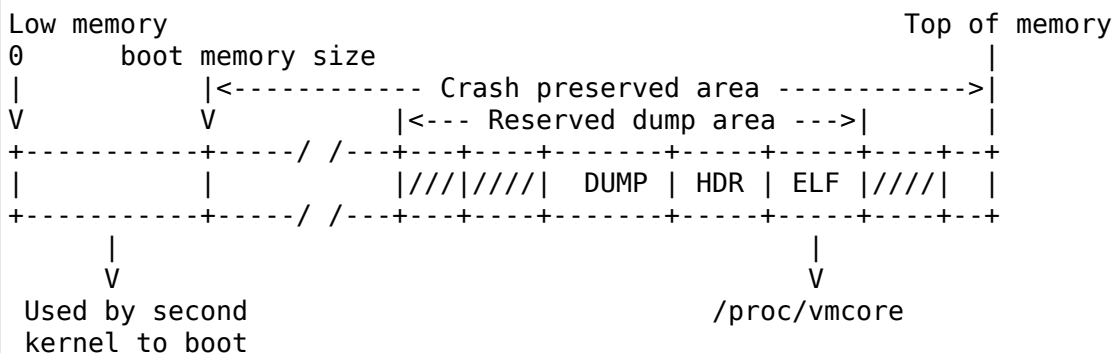 Low memory                                              Top of memory
0      boot memory size                                      |
|           |<------------ Crash preserved area ------------>|
V           V           |<--- Reserved dump area --->|       |
+-----------+-----/ /---+---+----+-------+-----+-----+----+--+
|           |           |///|////|  DUMP | HDR | ELF |////|  |
+-----------+-----/ /---+---+----+-------+-----+-----+----+--+
      |                                           |
      V                                           V
 Used by second                             /proc/vmcore
 kernel to boot